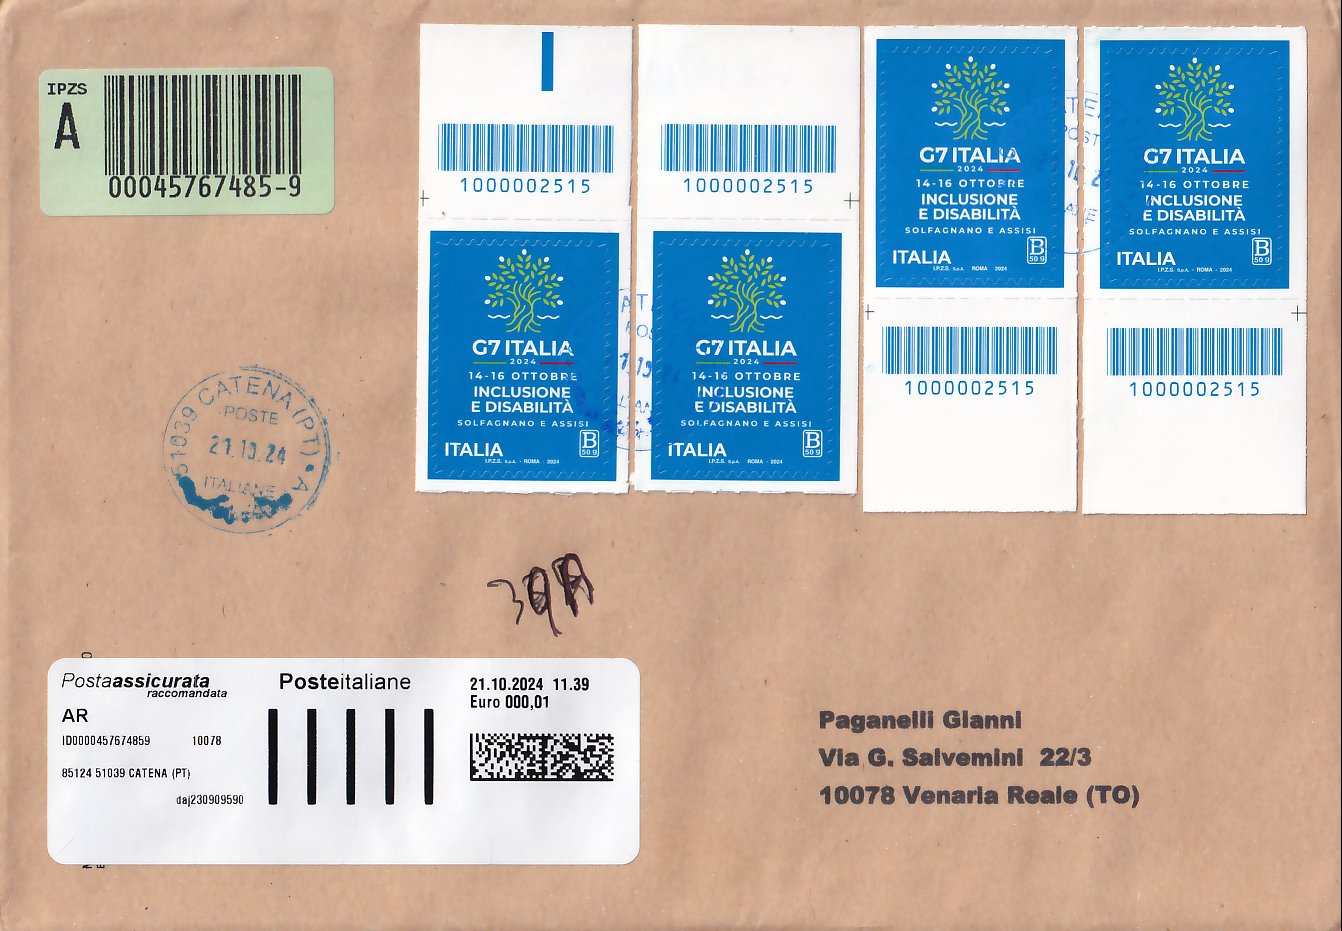 IPZS
A
00045767485-9
1000002515
1000002515
G7 ITALIA
2024
14-16 OTTOBRE
INCLUSIONE
E DISABILITÀ
SOLFAGNANO E ASSISI
ITALIA
B
50 g
I.P.Z.S. S.p.A. - ROMA - 2024
G7 ITALIA
2024
14-16 OTTOBRE
INCLUSIONE
E DISABILITÀ
SOLFAGNANO E ASSISI
ITALIA
B
50 g
I.P.Z.S. S.p.A. - ROMA - 2024
G7 ITALIA
2024
14-16 OTTOBRE
INCLUSIONE
E DISABILITÀ
SOLFAGNANO E ASSISI
ITALIA
B
50 g
I.P.Z.S. S.p.A. - ROMA - 2024
1000002515
G7 ITALIA
2024
14-16 OTTOBRE
INCLUSIONE
E DISABILITÀ
SOLFAGNANO E ASSISI
ITALIA
B
50 g
I.P.Z.S. S.p.A. - ROMA - 2024
1000002515
51039 CATENA (PT) * A
POSTE
21.10.24
ITALIANE
Postaassicurata
raccomandata
AR
ID0000457674859 10078
85124 51039 CATENA (PT)
daj230909590
Posteitaliane
21.10.2024 11.39
Euro 000,01
Paganelli Gianni
Via G. Salvemini 22/3
10078 Venaria Reale (TO)